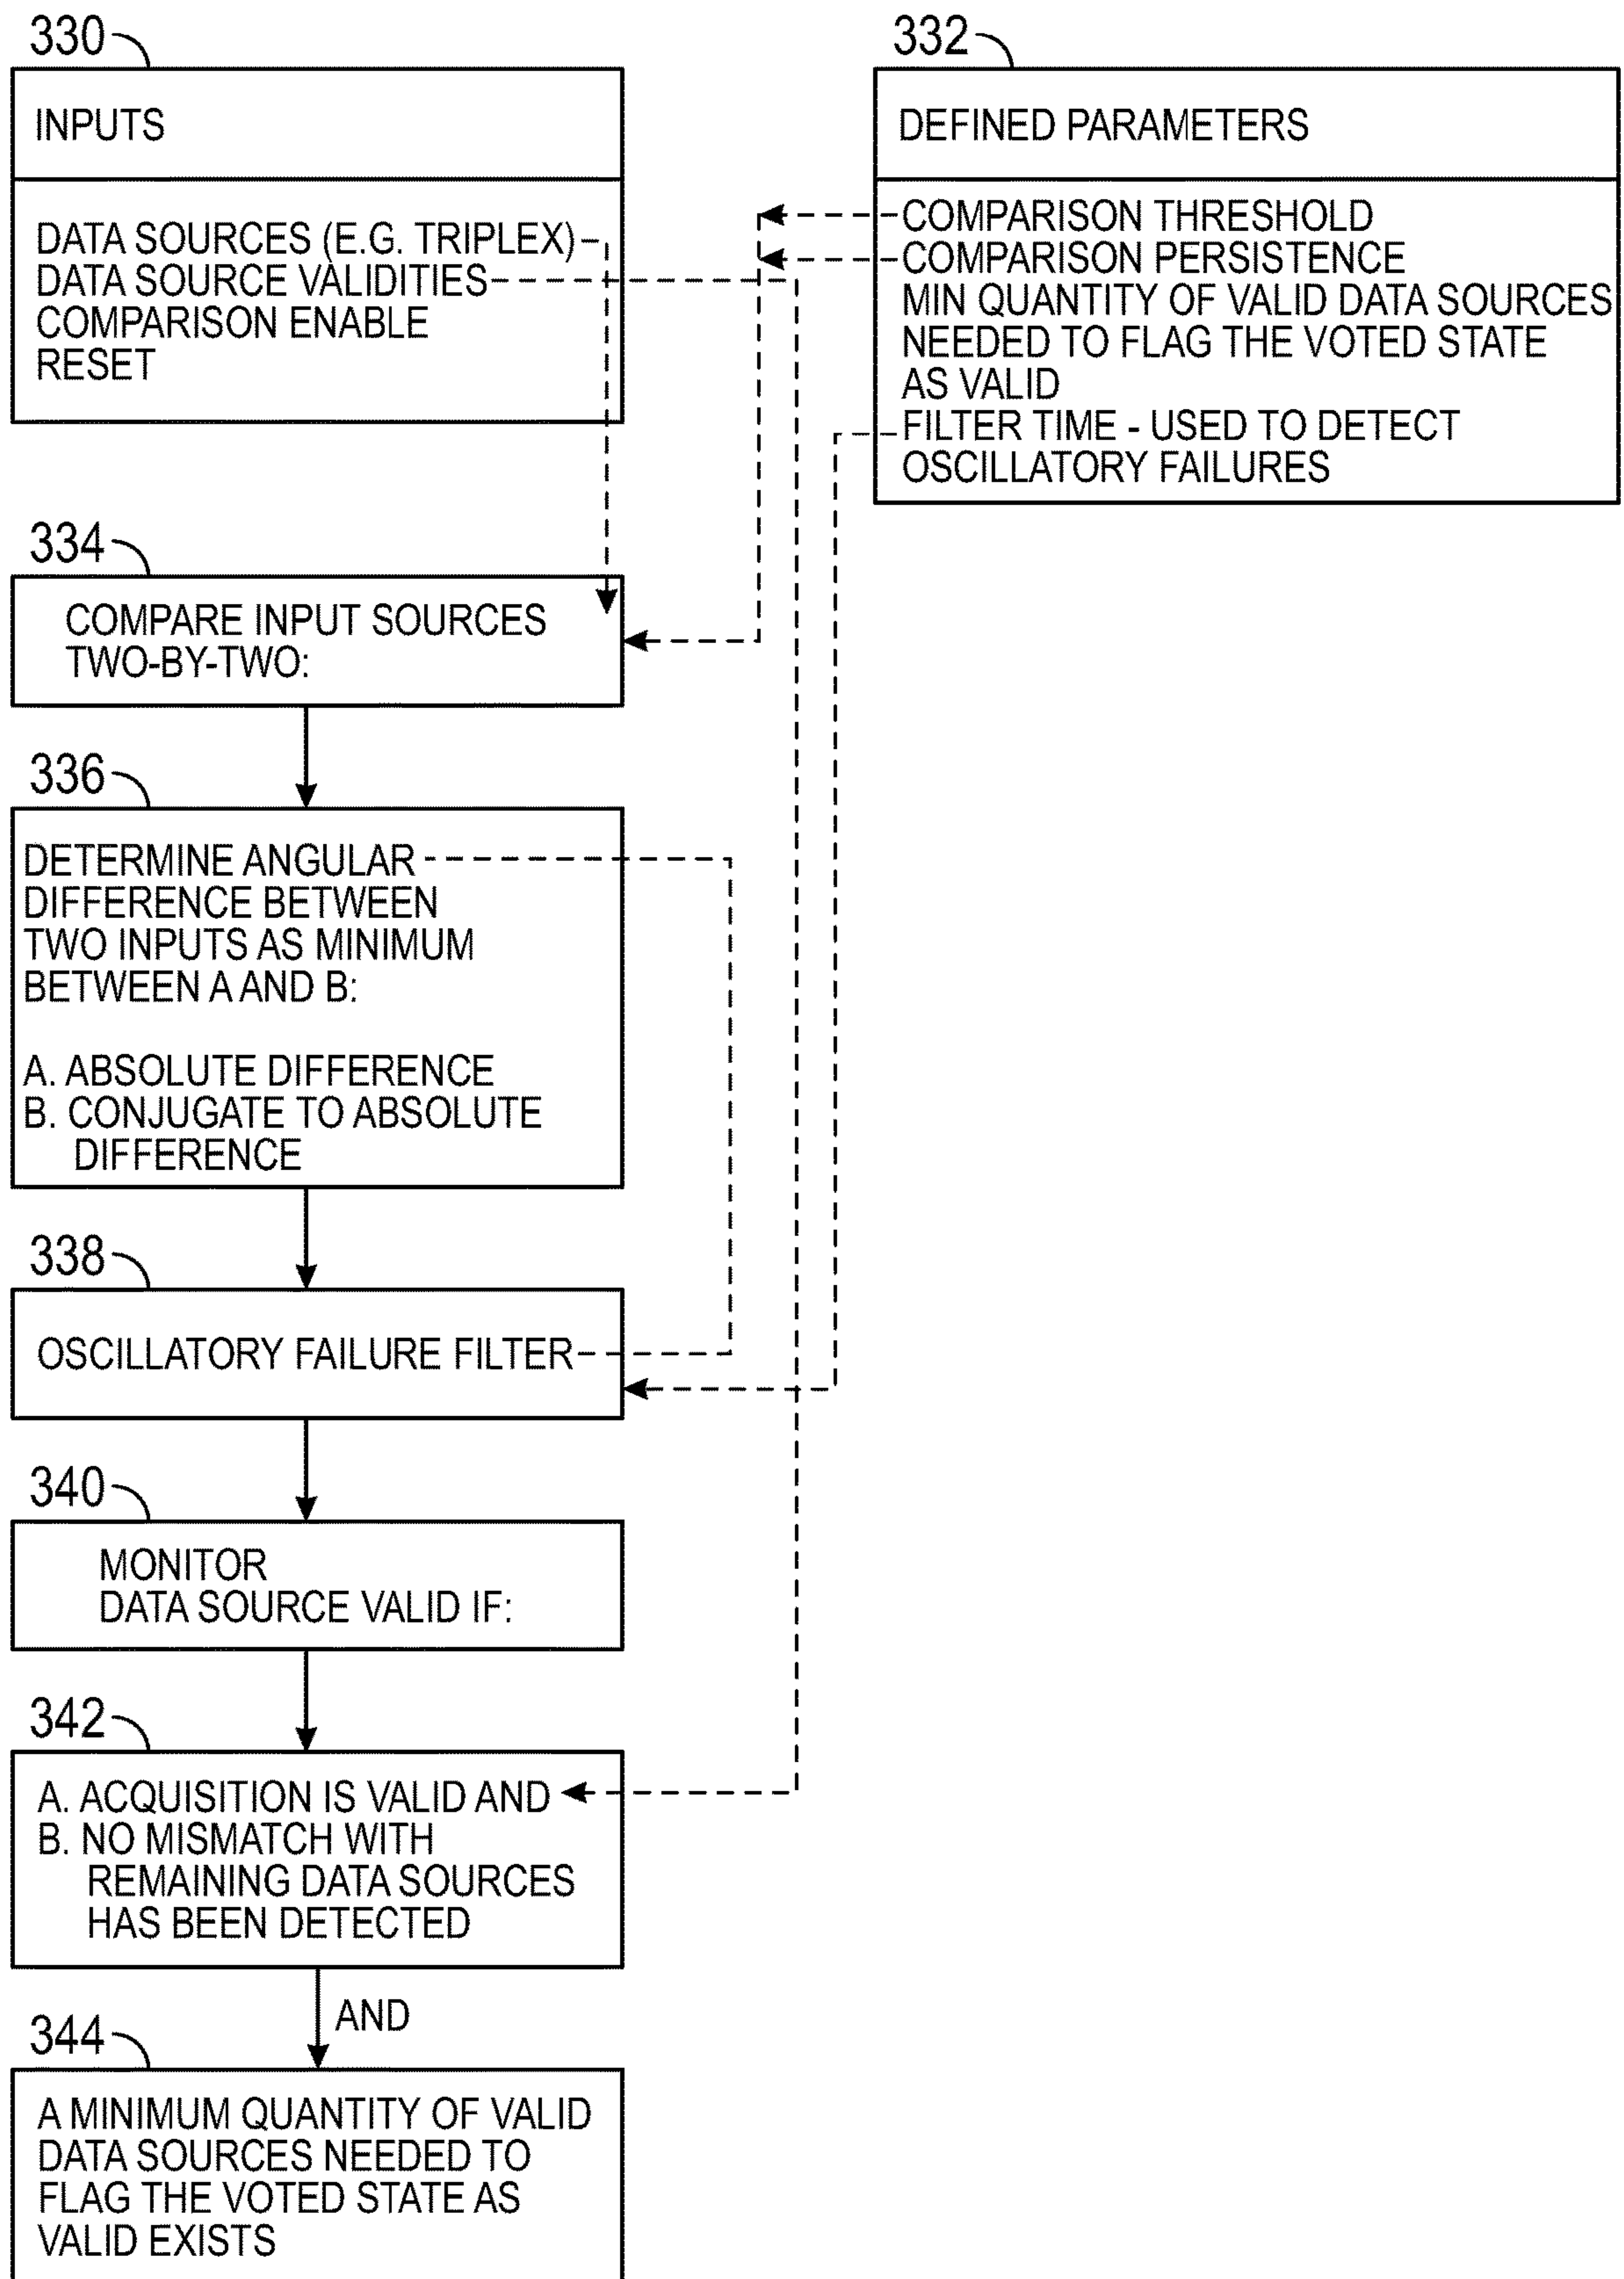 330
INPUTS
DATA SOURCES (E.G. TRIPLEX)
DATA SOURCE VALIDITIES
COMPARISON ENABLE
RESET
332
DEFINED PARAMETERS
COMPARISON THRESHOLD
COMPARISON PERSISTENCE
MIN QUANTITY OF VALID DATA SOURCES
NEEDED TO FLAG THE VOTED STATE
AS VALID
FILTER TIME - USED TO DETECT
OSCILLATORY FAILURES
334
COMPARE INPUT SOURCES
TWO-BY-TWO:
336
DETERMINE ANGULAR
DIFFERENCE BETWEEN
TWO INPUTS AS MINIMUM
BETWEEN A AND B:
A. ABSOLUTE DIFFERENCE
B. CONJUGATE TO ABSOLUTE
DIFFERENCE
338
OSCILLATORY FAILURE FILTER
340
MONITOR
DATA SOURCE VALID IF:
342
A. ACQUISITION IS VALID AND
B. NO MISMATCH WITH
REMAINING DATA SOURCES
HAS BEEN DETECTED
AND
344
A MINIMUM QUANTITY OF VALID
DATA SOURCES NEEDED TO
FLAG THE VOTED STATE AS
VALID EXISTS